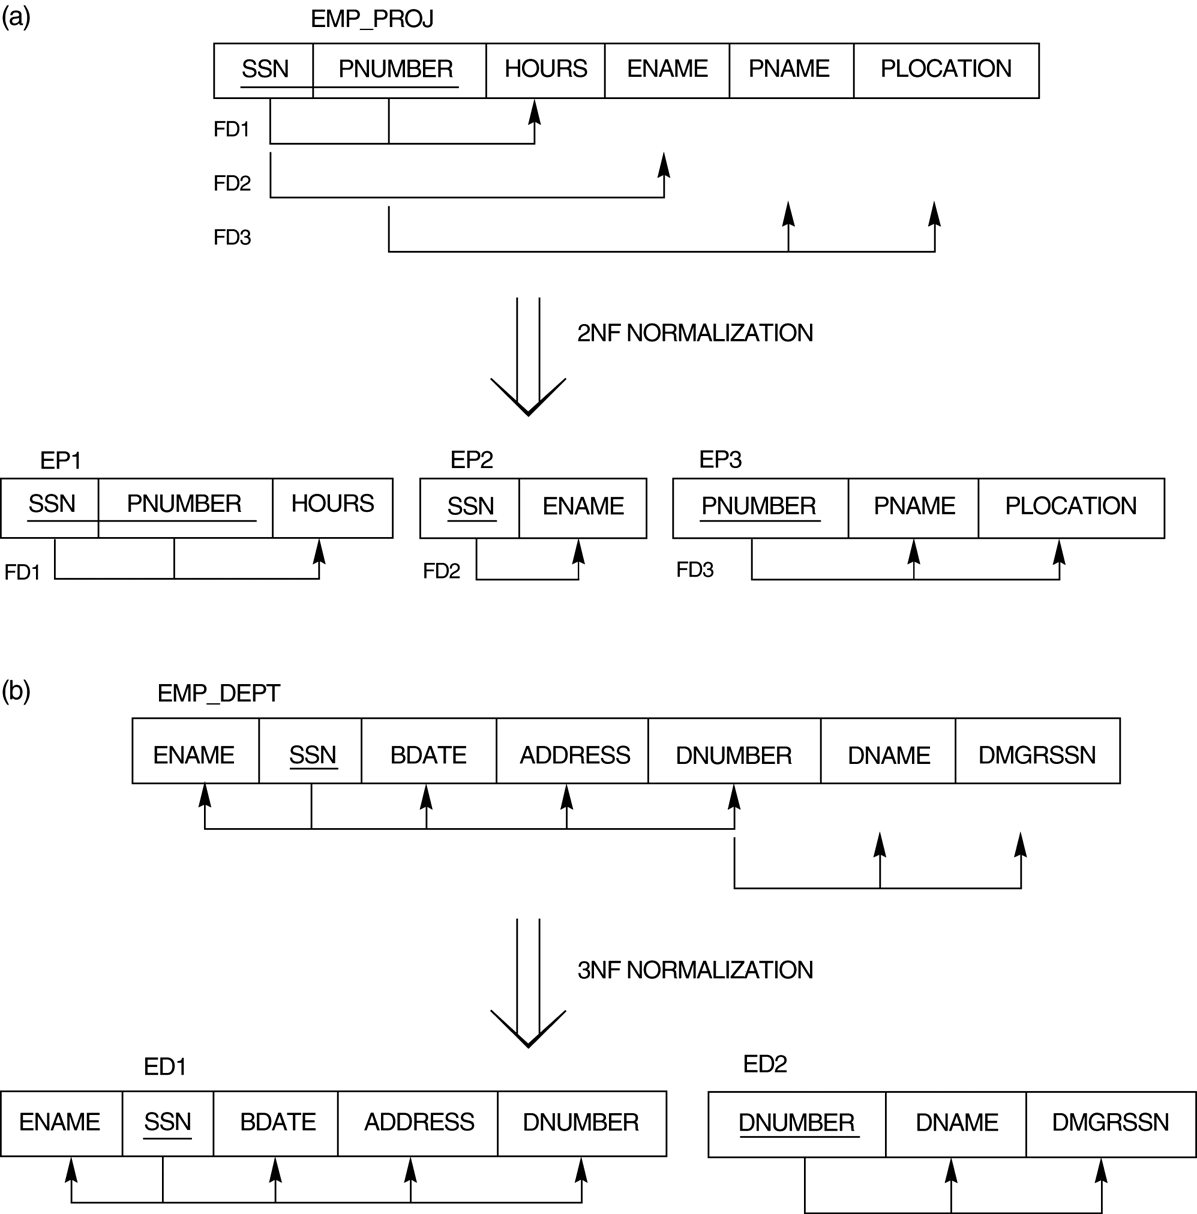 (a)
EMP_PROJ
SSN PNUMBER HOURS ENAME PNAME PLOCATION
FD1
FD2
FD3
2NF NORMALIZATION
EP1 EP2 EP3
SSN PNUMBER HOURS SSN ENAME PNUMBER PNAME PLOCATION
FD1 FD2 FD3
(b)
EMP_DEPT
ENAME SSN BDATE ADDRESS DNUMBER DNAME DMGRSSN
3NF NORMALIZATION
ED1 ED2
ENAME SSN BDATE ADDRESS DNUMBER DNUMBER DNAME DMGRSSN